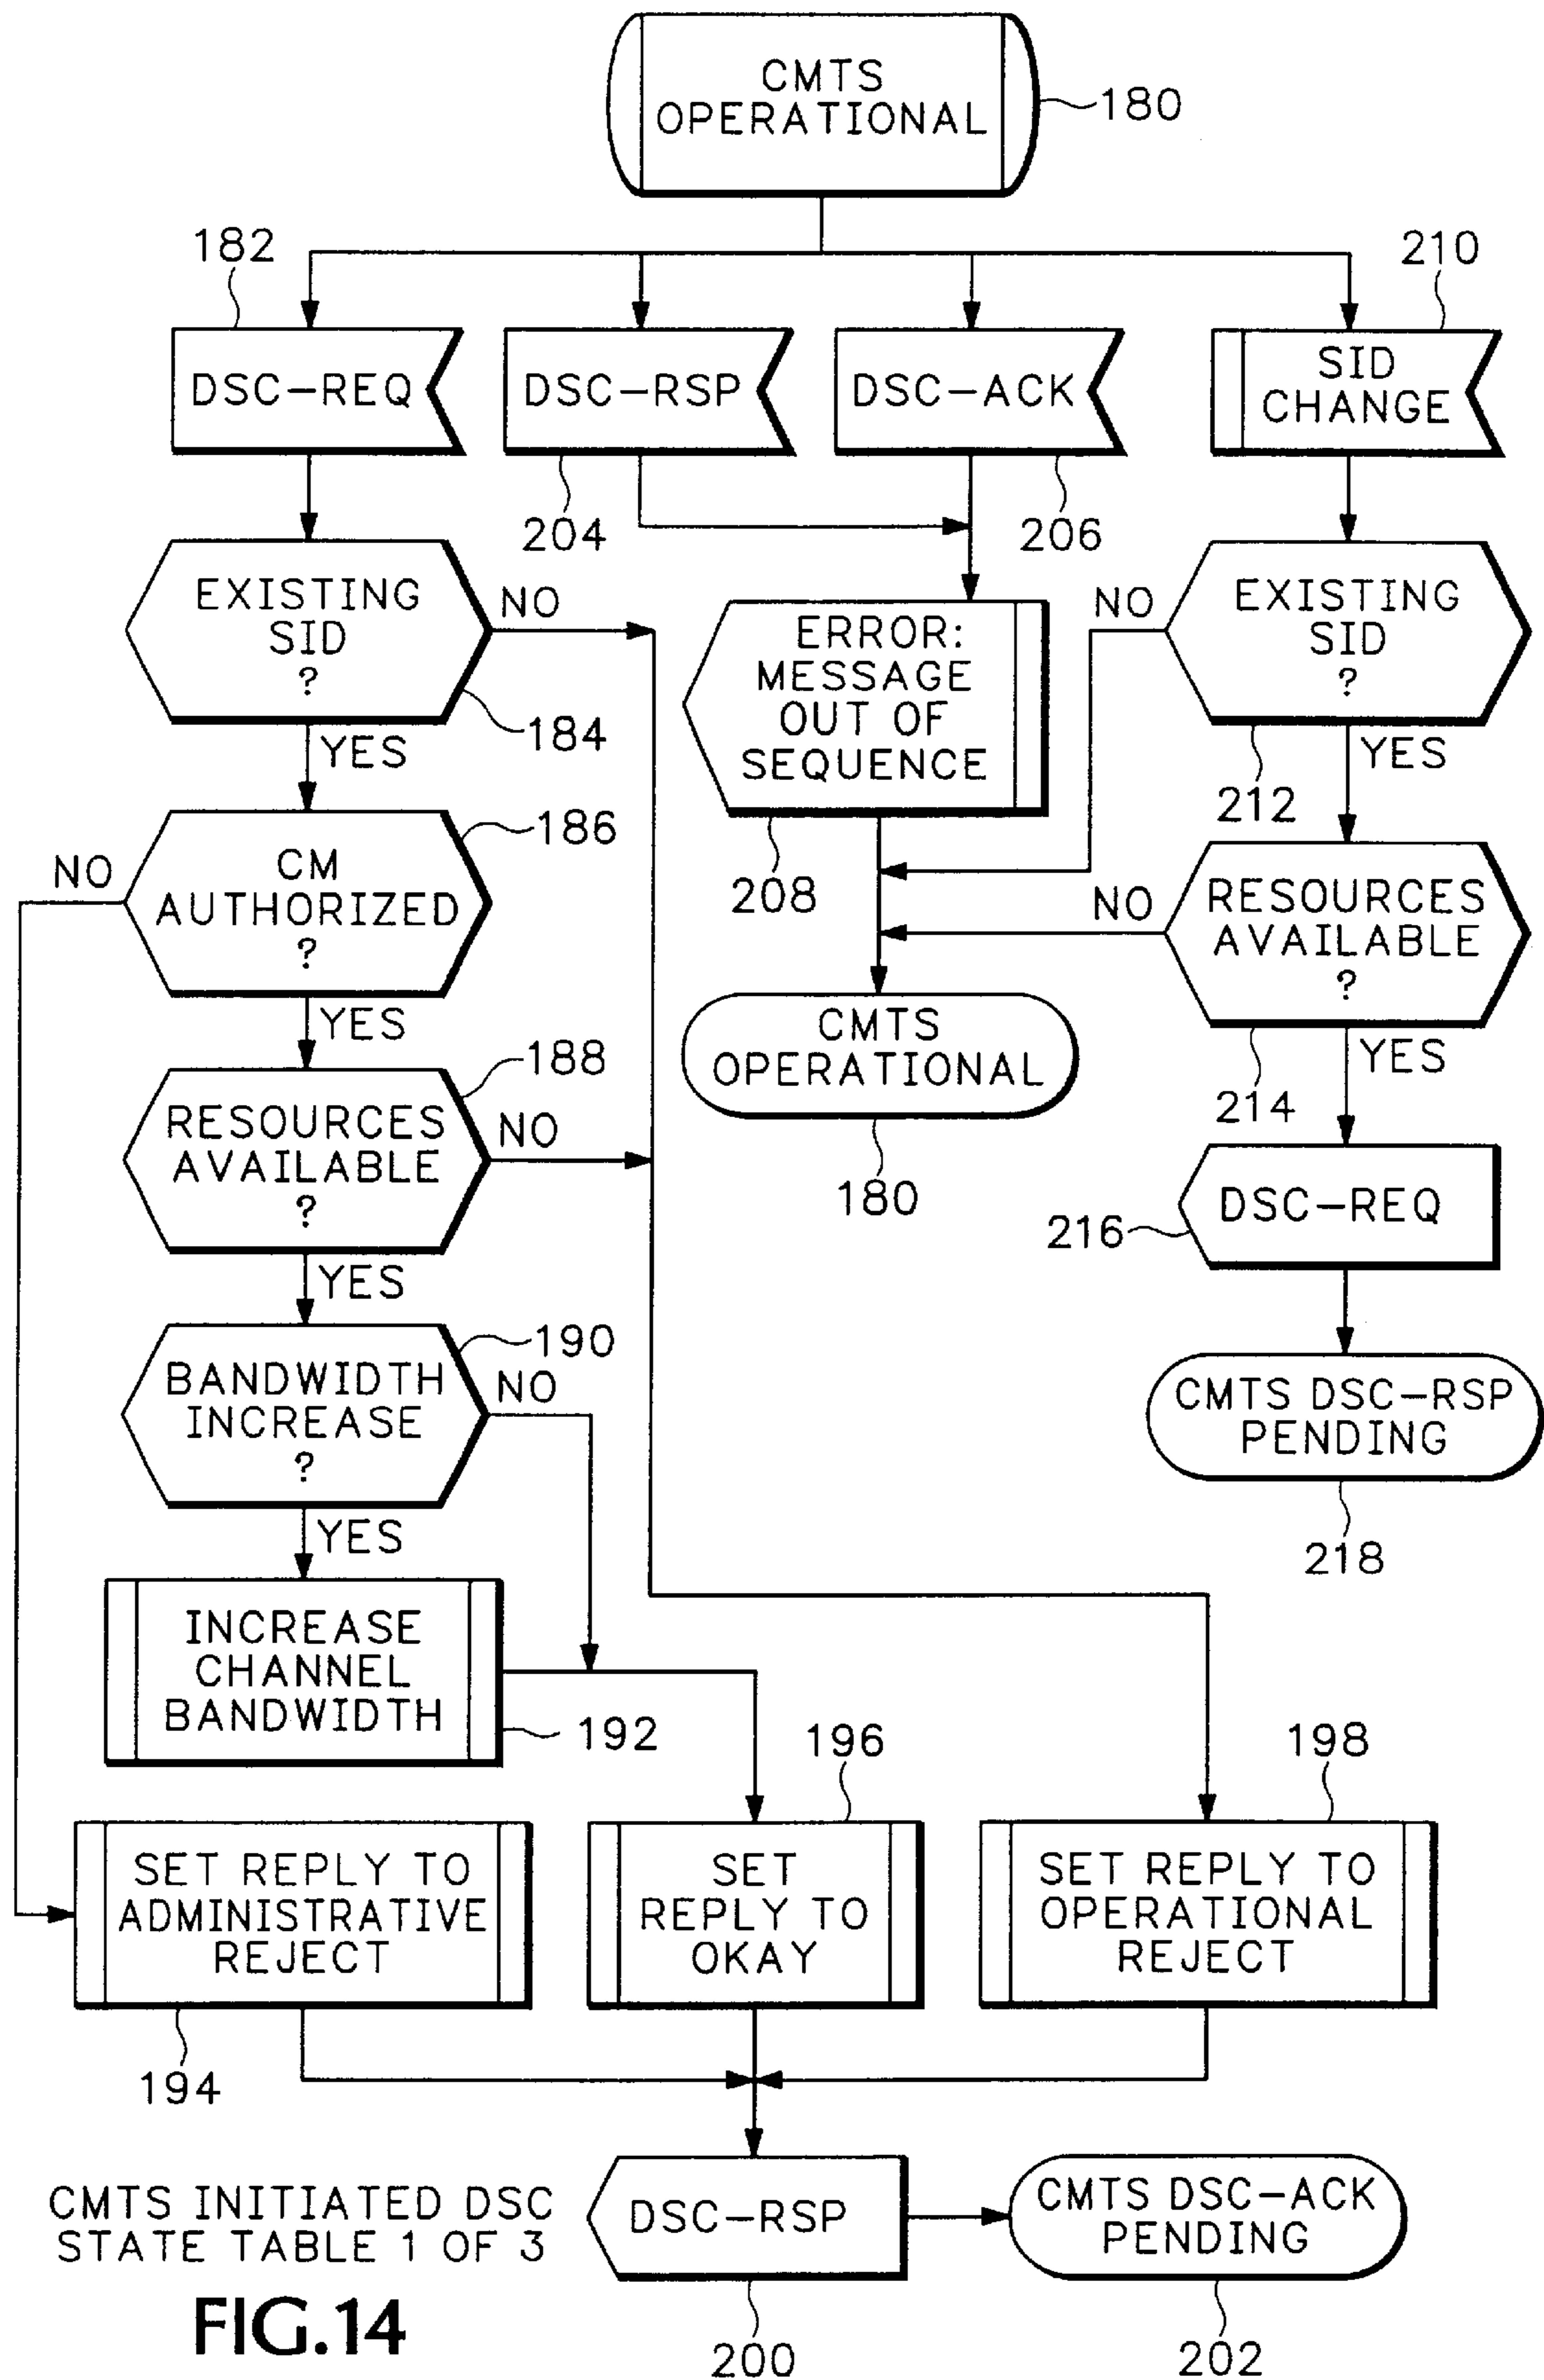 CMTS
OPERATIONAL
180
182
210
DSC-REQ
DSC-RSP
DSC-ACK
SID
CHANGE
204
206
EXISTING
SID
?
NO
184
YES
ERROR:
MESSAGE
OUT OF
SEQUENCE
208
NO
EXISTING
SID
?
212
YES
NO
CM
AUTHORIZED
?
186
YES
NO
RESOURCES
AVAILABLE
?
214
YES
CMTS
OPERATIONAL
180
188
RESOURCES
AVAILABLE
?
NO
YES
216
DSC-REQ
190
BANDWIDTH
INCREASE
?
NO
YES
CMTS DSC-RSP
PENDING
218
INCREASE
CHANNEL
BANDWIDTH
192
196
198
SET REPLY TO
ADMINISTRATIVE
REJECT
194
SET
REPLY TO
OKAY
SET REPLY TO
OPERATIONAL
REJECT
DSC-RSP
200
CMTS DSC-ACK
PENDING
202
CMTS INITIATED DSC
STATE TABLE 1 OF 3
FIG.14